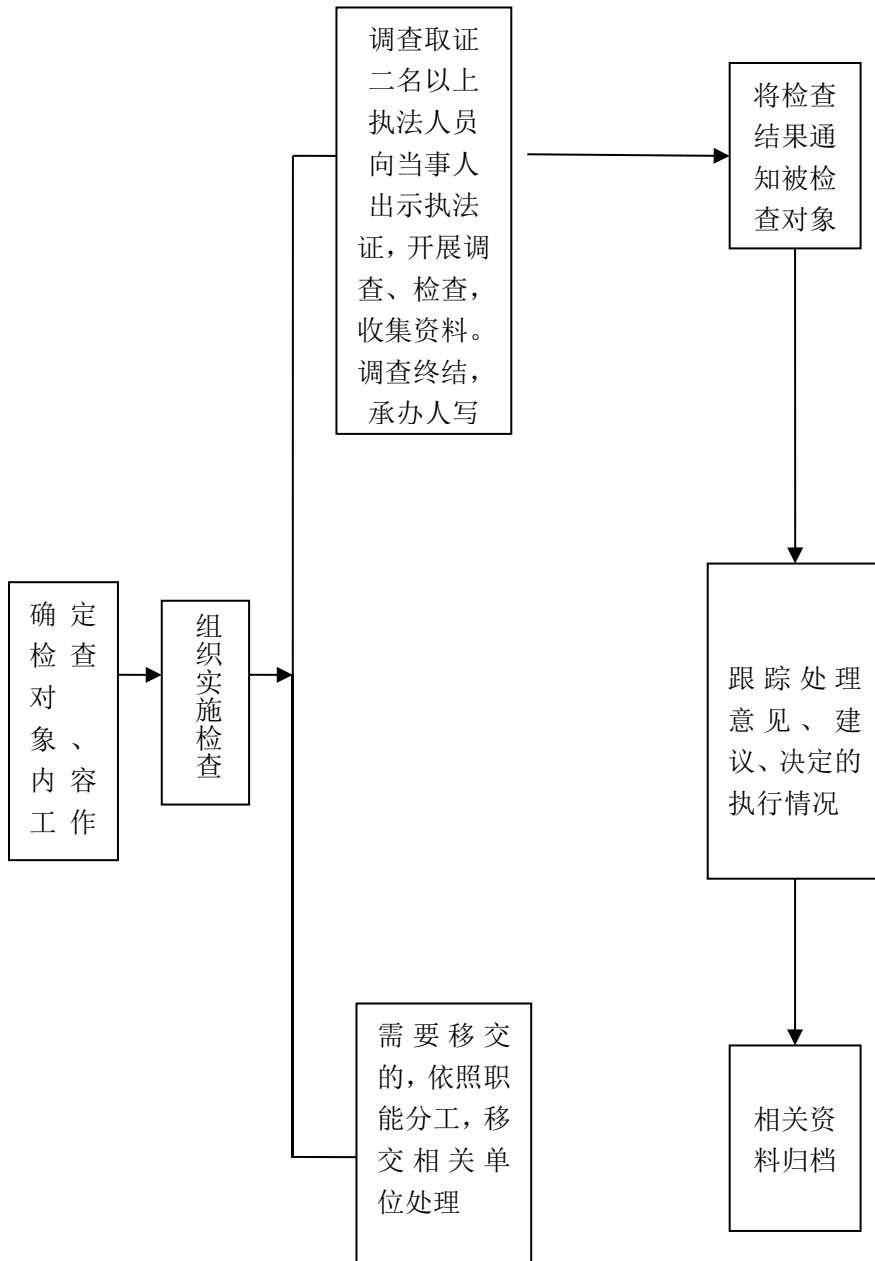 调查取证
二名以上
执法人员
向当事人
出示执法
证，开展调
查、检查，
收集资料。
调查终结，
承办人写
将检查
结果通
知被检
查对象
确定
检查
对
象、
内容
工作
组织实施检查
跟踪处理
意见、建
议、决定的
执行情况
需要移交
的，依照职
能分工，移
交相关单
位处理
相关资
料归档